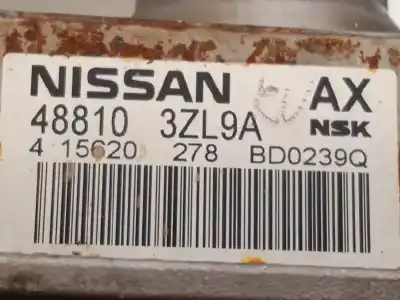 NISSAN AX
48810 3ZL9A NSK
4 15620 278 BD0239Q